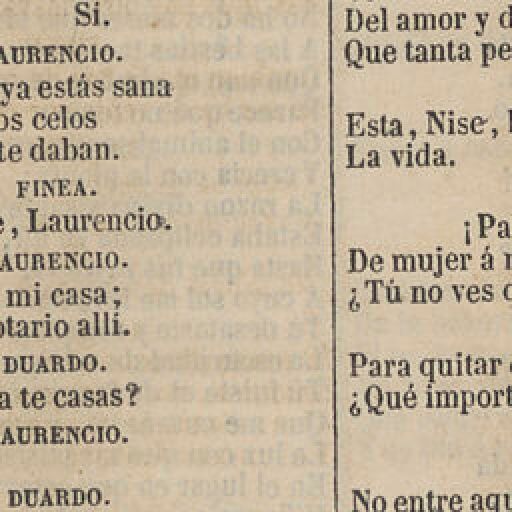 Si.
AURENCIO.
ya estás sana
os celos
te daban.
FINEA.
, Laurencio.
AURENCIO.
mi casa;
otario allí.
DUARDO.
a te casas?
AURENCIO.
DUARDO.
Del amor y d
Que tanta pe
Esta, Nise,
La vida.
¡Pa
De mujer á
¿Tú no ves
Para quitar
¿Qué import
No entre aqu